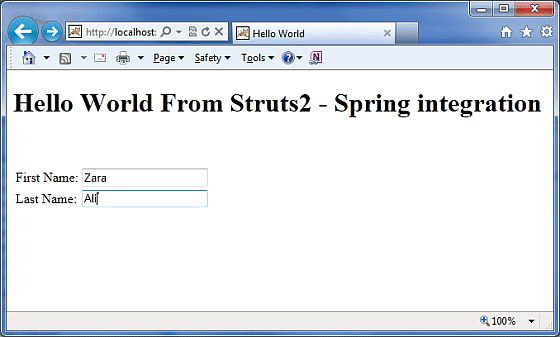 http://localhost:
Hello World
Page Safety Tools
Hello World From Struts2 - Spring integration
First Name: Zara
Last Name: Ali
100%